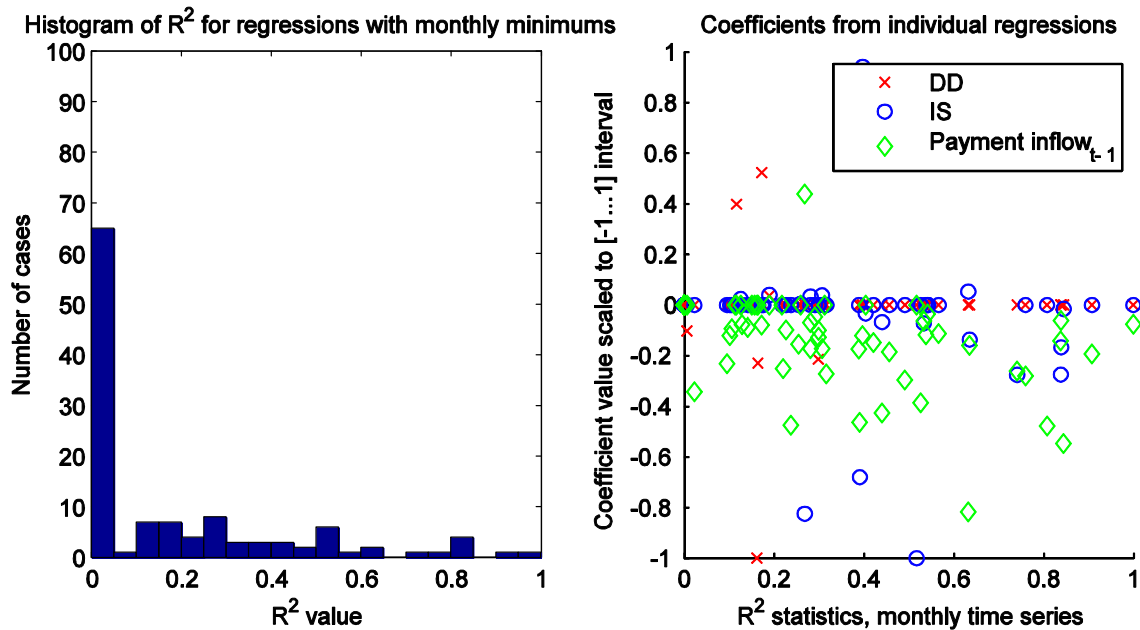 Histogram of R² for regressions with monthly minimums
100
90
80
70
60
50
40
30
20
10
0
Number of cases
0 0.2 0.4 0.6 0.8 1
R² value
Coefficients from individual regressions
1
0.8
0.6
0.4
0.2
0
-0.2
-0.4
-0.6
-0.8
-1
Coefficient value scaled to [-1...1] interval
DD
IS
Payment inflow t- 1
0 0.2 0.4 0.6 0.8 1
R² statistics, monthly time series